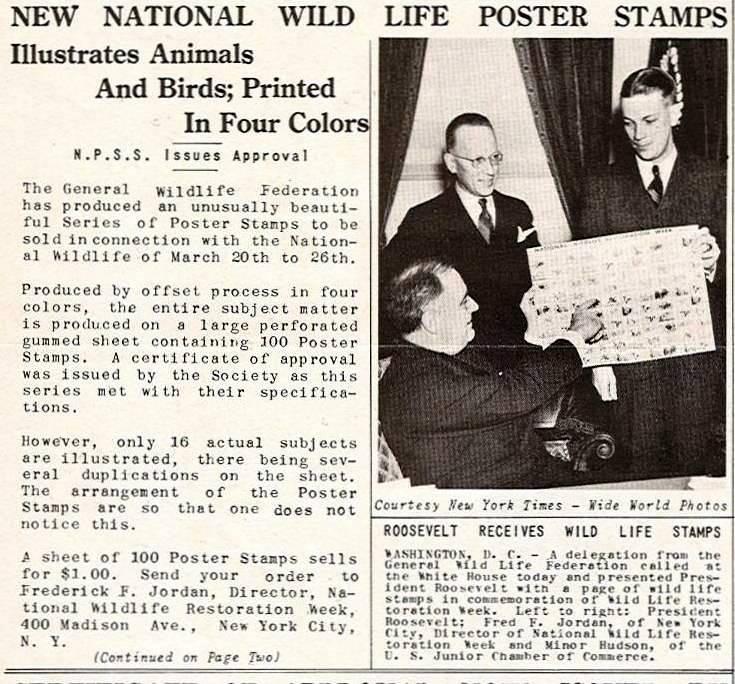 NEW NATIONAL WILD LIFE POSTER STAMPS
Illustrates Animals
And Birds; Printed
In Four Colors
N.P.S.S. Issues Approval
The General Wildlife Federation
has produced an unusually beauti-
ful Series of Poster Stamps to be
sold in connection with the Nation-
al Wildlife of March 20th to 26th.
Produced by offset process in four
colors, the entire subject matter
is produced on a large perforated
gummed sheet containing 100 Poster
Stamps. A certificate of approval
was issued by the Society as this
series met with their specifica-
tions.
However, only 16 actual subjects
are illustrated, there being sev-
eral duplications on the sheet.
The arrangement of the Poster
Stamps are so that one does not
notice this.
A sheet of 100 Poster Stamps sells
for $1.00. Send your order to
Frederick F. Jordan, Director, Na-
tional Wildlife Restoration Week,
400 Madison Ave., New York City,
N. Y.
(Continued on Page Two)
NATIONAL WILDLIFE RESTORATION WEEK
Courtesy New York Times - Wide World Photos
ROOSEVELT RECEIVES WILD LIFE STAMPS
WASHINGTON, D. C. - A delegation from the
General Wild Life Federation called at
the White House today and presented Pres-
ident Roosevelt with a page of wild life
stamps in commemoration of Wild Life Res-
toration Week. Left to right: President
Roosevelt; Fred F. Jordan, of New York
City, Director of National Wild Life Res-
toration Week and Minor Hudson, of the
U. S. Junior Chamber of Commerce.